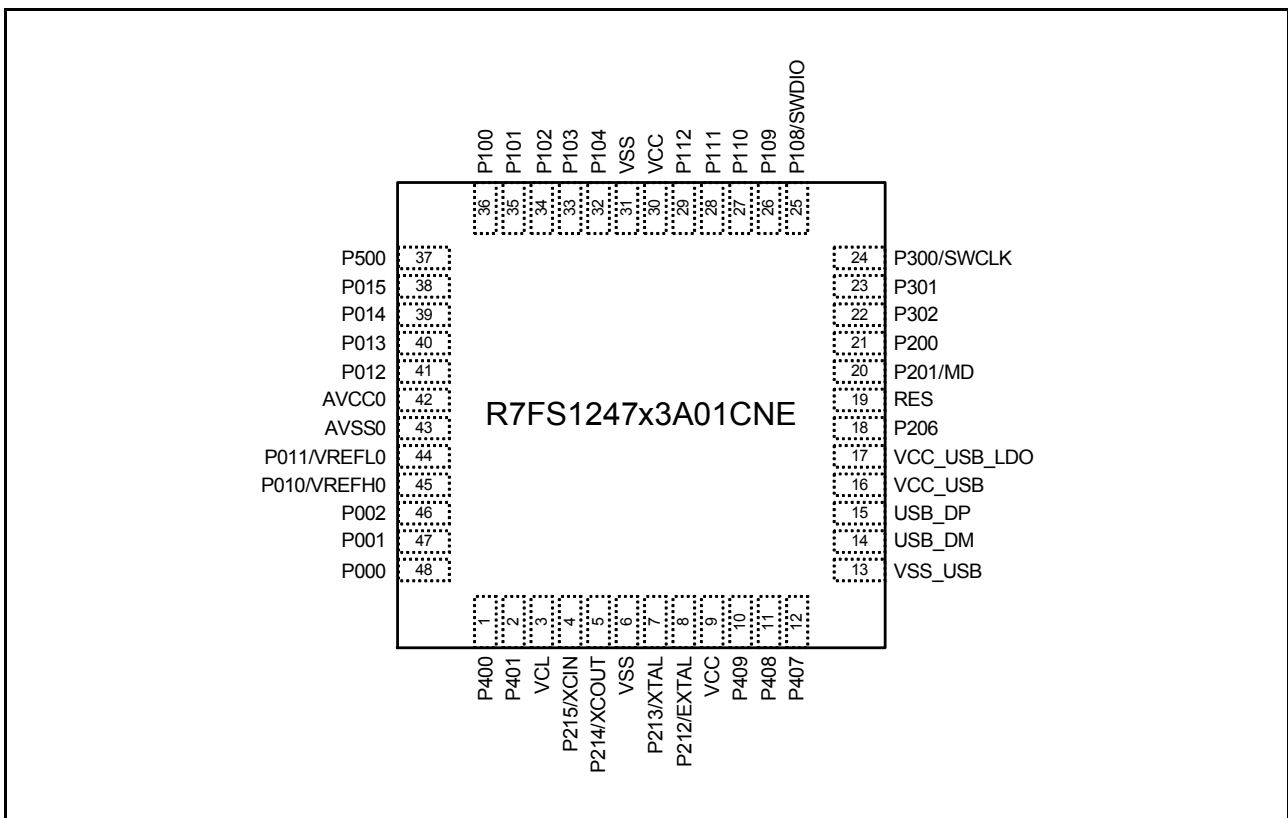 P100
P101
P102
P103
P104
VSS
VCC
P112
P111
P110
P109
P108/SWDIO
36
35
34
33
32
31
30
29
28
27
26
25
P500 37
P015 38
P014 39
P013 40
P012 41
AVCC0 42
AVSS0 43
P011/VREFL0 44
P010/VREFH0 45
P002 46
P001 47
P000 48
R7FS1247x3A01CNE
24 P300/SWCLK
23 P301
22 P302
21 P200
20 P201/MD
19 RES
18 P206
17 VCC_USB_LDO
16 VCC_USB
15 USB_DP
14 USB_DM
13 VSS_USB
1
2
3
4
5
6
7
8
9
10
11
12
P400
P401
VCL
P215/XCIN
P214/XCOUT
VSS
P213/XTAL
P212/EXTAL
VCC
P409
P408
P407